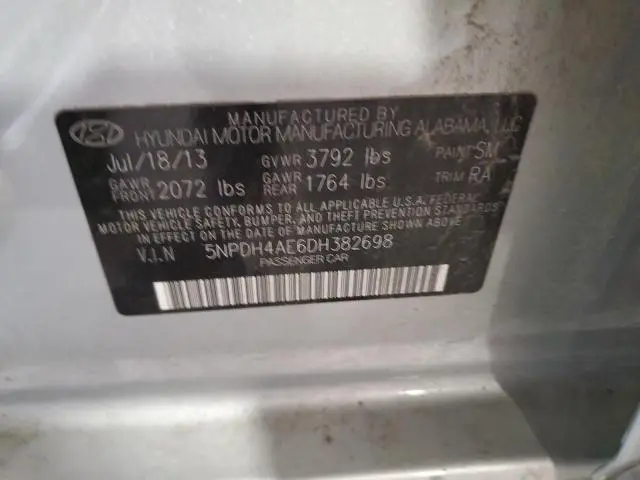 MANUFACTURED BY
HYUNDAI MOTOR MANUFACTURING ALABAMA, LLC
Jul/18/13 GVWR 3792 lbs PAINT SM
GAWR FRONT 2072 lbs GAWR REAR 1764 lbs TRIM RA
THIS VEHICLE CONFORMS TO ALL APPLICABLE U.S.A. FEDERAL
MOTOR VEHICLE SAFETY, BUMPER, AND THEFT PREVENTION STANDARDS
IN EFFECT ON THE DATE OF MANUFACTURE SHOWN ABOVE
V.I.N 5NPDH4AE6DH382698
PASSENGER CAR